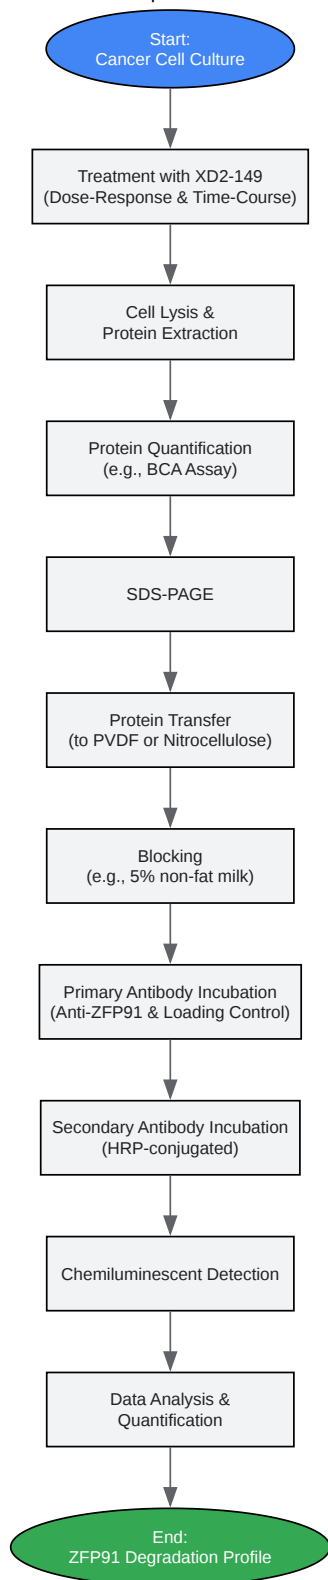 Start:
Cancer Cell Culture
Treatment with XD2-149
(Dose-Response & Time-Course)
Cell Lysis &
Protein Extraction
Protein Quantification
(e.g., BCA Assay)
SDS-PAGE
Protein Transfer
(to PVDF or Nitrocellulose)
Blocking
(e.g., 5% non-fat milk)
Primary Antibody Incubation
(Anti-ZFP91 & Loading Control)
Secondary Antibody Incubation
(HRP-conjugated)
Chemiluminescent Detection
Data Analysis &
Quantification
End:
ZFP91 Degradation Profile